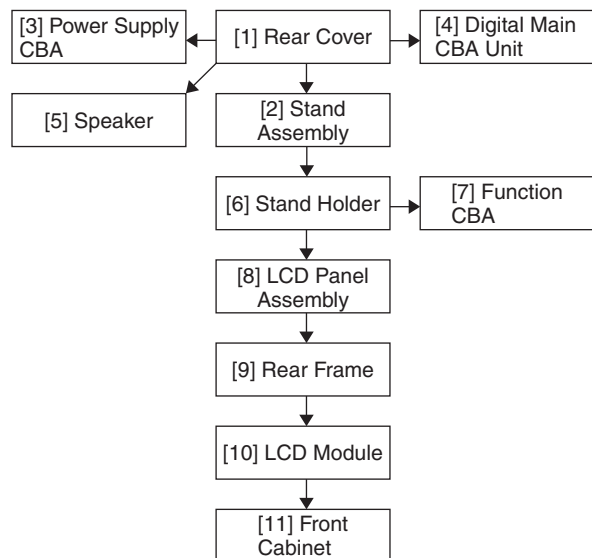 [3] Power Supply
CBA
[1] Rear Cover
[4] Digital Main
CBA Unit
[5] Speaker
[2] Stand
Assembly
[6] Stand Holder
[7] Function
CBA
[8] LCD Panel
Assembly
[9] Rear Frame
[10] LCD Module
[11] Front
Cabinet